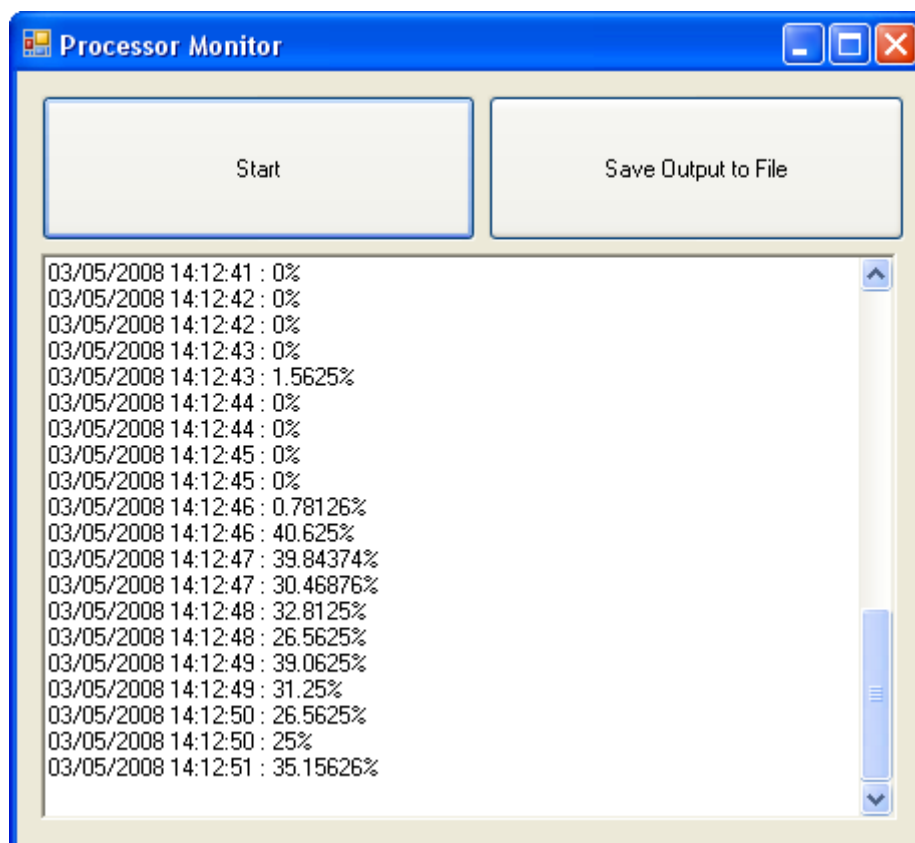 Processor Monitor
Start
Save Output to File
03/05/2008 14:12:41 : 0%
03/05/2008 14:12:42 : 0%
03/05/2008 14:12:42 : 0%
03/05/2008 14:12:43 : 0%
03/05/2008 14:12:43 : 1.5625%
03/05/2008 14:12:44 : 0%
03/05/2008 14:12:44 : 0%
03/05/2008 14:12:45 : 0%
03/05/2008 14:12:45 : 0%
03/05/2008 14:12:46 : 0.78126%
03/05/2008 14:12:46 : 40.625%
03/05/2008 14:12:47 : 39.84374%
03/05/2008 14:12:47 : 30.46876%
03/05/2008 14:12:48 : 32.8125%
03/05/2008 14:12:48 : 26.5625%
03/05/2008 14:12:49 : 39.0625%
03/05/2008 14:12:49 : 31.25%
03/05/2008 14:12:50 : 26.5625%
03/05/2008 14:12:50 : 25%
03/05/2008 14:12:51 : 35.15626%